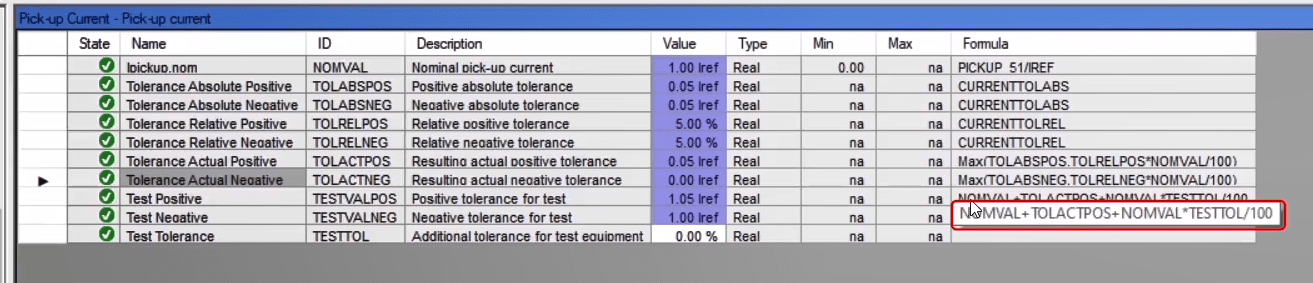 Pick-up Current - Pick-up current
State Name ID Description Value Type Min Max Formula
Ipickup.nom NOMVAL Nominal pick-up current 1.00 Iref Real 0.00 na PICKUP_51/IREF
Tolerance Absolute Positive TOLABSPOS Positive absolute tolerance 0.05 Iref Real na na CURRENTTOLABS
Tolerance Absolute Negative TOLABSNEG Negative absolute tolerance 0.05 Iref Real na na CURRENTTOLABS
Tolerance Relative Positive TOLRELPOS Relative positive tolerance 5.00 % Real na na CURRENTTOLREL
Tolerance Relative Negative TOLRELNEG Relative negative tolerance 5.00 % Real na na CURRENTTOLREL
Tolerance Actual Positive TOLACTPOS Resulting actual positive tolerance 0.05 Iref Real na na Max(TOLABSPOS,TOLRELPOS*NOMVAL/100)
Tolerance Actual Negative TOLACTNEG Resulting actual negative tolerance 0.00 Iref Real na na Max(TOLABSNEG,TOLRELNEG*NOMVAL/100)
Test Positive TESTVALPOS Positive tolerance for test 1.05 Iref Real na na NOMVAL+TOLACTPOS+NOMVAL*TESTTOL/100
Test Negative TESTVALNEG Negative tolerance for test 1.00 Iref Real na na NOMVAL+TOLACTPOS+NOMVAL*TESTTOL/100
Test Tolerance TESTTOL Additional tolerance for test equipment 0.00 % Real na na